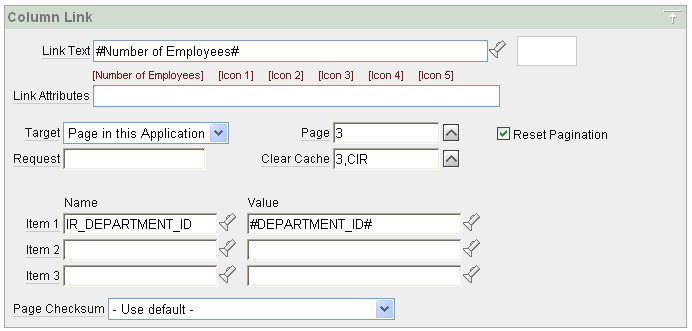 Column Link
Link Text #Number of Employees#
[Number of Employees] [Icon 1] [Icon 2] [Icon 3] [Icon 4] [Icon 5]
Link Attributes
Target Page in this Application Page 3 Reset Pagination
Request Clear Cache 3,CIR
Name Value
Item 1 IR_DEPARTMENT_ID #DEPARTMENT_ID#
Item 2
Item 3
Page Checksum - Use default -